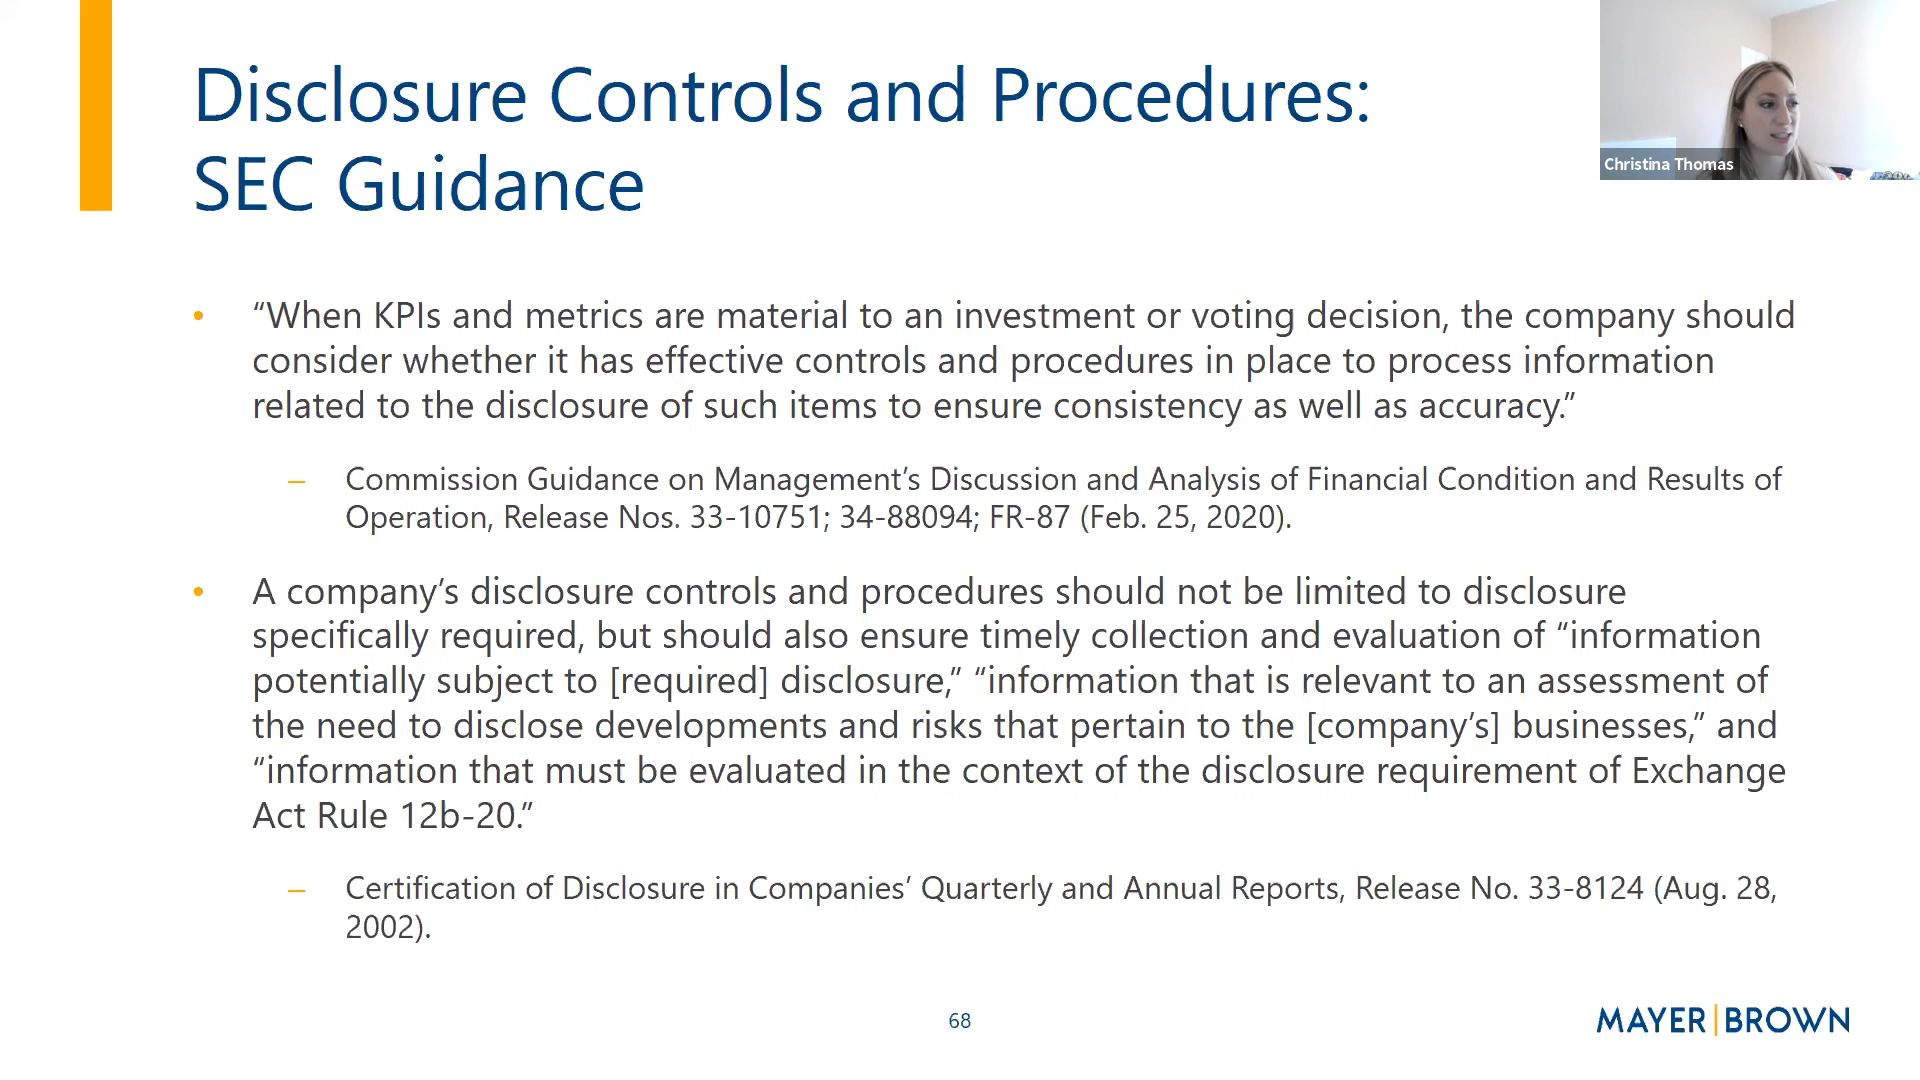 Disclosure Controls and Procedures:
SEC Guidance
Christina Thomas
• “When KPIs and metrics are material to an investment or voting decision, the company should
consider whether it has effective controls and procedures in place to process information
related to the disclosure of such items to ensure consistency as well as accuracy.”
– Commission Guidance on Management’s Discussion and Analysis of Financial Condition and Results of
Operation, Release Nos. 33-10751; 34-88094; FR-87 (Feb. 25, 2020).
• A company’s disclosure controls and procedures should not be limited to disclosure
specifically required, but should also ensure timely collection and evaluation of “information
potentially subject to [required] disclosure,” “information that is relevant to an assessment of
the need to disclose developments and risks that pertain to the [company’s] businesses,” and
“information that must be evaluated in the context of the disclosure requirement of Exchange
Act Rule 12b-20.”
– Certification of Disclosure in Companies’ Quarterly and Annual Reports, Release No. 33-8124 (Aug. 28,
2002).
68
MAYER|BROWN